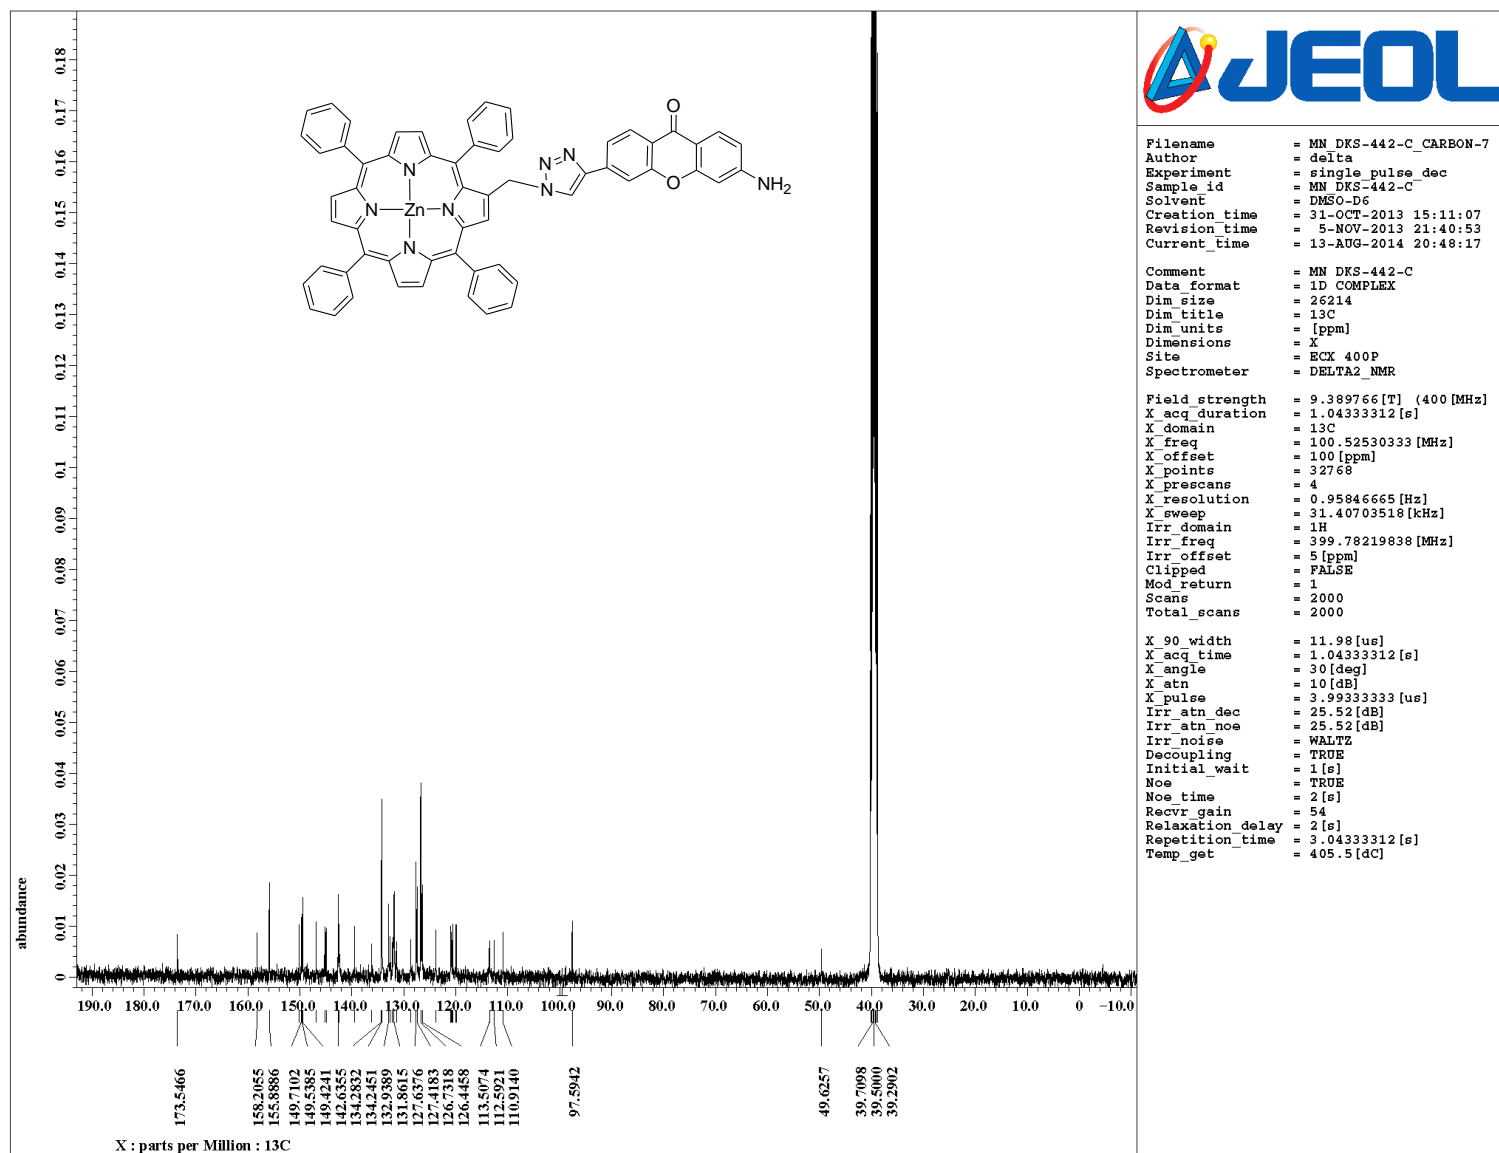 JEOL
Filename = MN_DKS-442-C_CARBON-7
Author = delta
Experiment = single_pulse_dec
Sample_id = MN_DKS-442-C
Solvent = DMSO-D6
Creation_time = 31-OCT-2013 15:11:07
Revision_time = 5-NOV-2013 21:40:53
Current_time = 13-AUG-2014 20:48:17
Comment = MN DKS-442-C
Data_format = 1D COMPLEX
Dim_size = 26214
Dim_title = 13C
Dim_units = [ppm]
Dimensions = X
Site = ECX 400P
Spectrometer = DELTA2_NMR
Field_strength = 9.389766[T] (400[MHz]
X_acq_duration = 1.04333312[s]
X_domain = 13C
X_freq = 100.52530333[MHz]
X_offset = 100[ppm]
X_points = 32768
X_prescans = 4
X_resolution = 0.95846665[Hz]
X_sweep = 31.40703518[kHz]
Irr_domain = 1H
Irr_freq = 399.78219838[MHz]
Irr_offset = 5[ppm]
Clipped = FALSE
Mod_return = 1
Scans = 2000
Total_scans = 2000
X_90_width = 11.98[us]
X_acq_time = 1.04333312[s]
X_angle = 30[deg]
X_atn = 10[dB]
X_pulse = 3.99333333[us]
Irr_atn_dec = 25.52[dB]
Irr_atn_noe = 25.52[dB]
Irr_noise = WALTZ
Decoupling = TRUE
Initial_wait = 1[s]
Noe = TRUE
Noe_time = 2[s]
Recvr_gain = 54
Relaxation_delay = 2[s]
Repetition_time = 3.04333312[s]
Temp_get = 405.5[dC]
0.18
0.17
0.16
0.15
0.14
0.13
0.12
0.11
0.1
0.09
0.08
0.07
0.06
0.05
0.04
0.03
0.02
0.01
0
abundance
O
N
N N
N Zn N
N
N
O
NH2
190.0 180.0 170.0 160.0 150.0 140.0 130.0 120.0 110.0 100.0 90.0 80.0 70.0 60.0 50.0 40.0 30.0 20.0 10.0 0 −10.0
173.5466
158.2055
155.8886
149.7102
149.5385
149.4241
142.6355
134.2832
134.2451
132.9389
131.8615
127.6376
127.4183
126.7318
126.4458
113.5074
112.5921
110.9140
97.5942
49.6257
39.7098
39.5000
39.2902
X : parts per Million : 13C